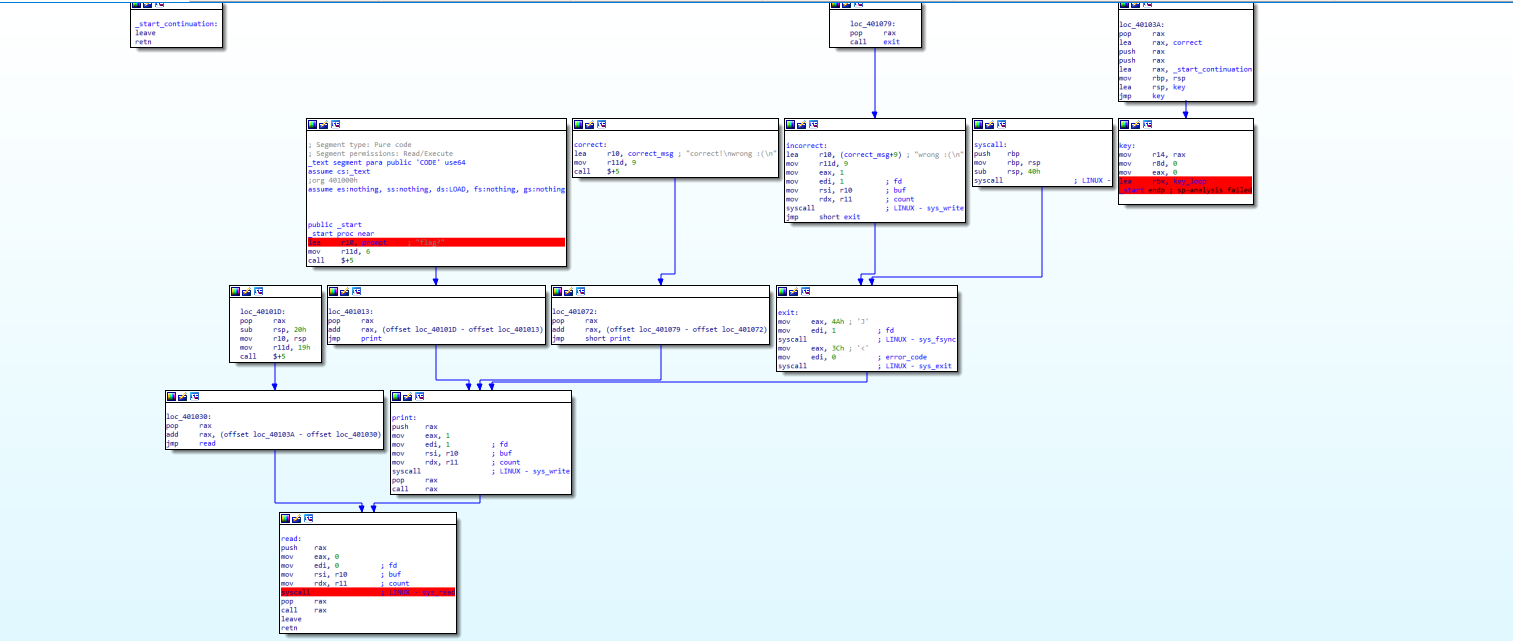 _start_continuation:
leave
retn
loc_401079:
pop rax
call exit
loc_40103A:
pop rax
lea rax, correct
push rax
push rax
lea rax, _start_continuation
mov rbp, rsp
lea rsp, key
jmp key
; Segment type: Pure code
; Segment permissions: Read/Execute
_text segment para public 'CODE' use64
assume cs:_text
;org 401000h
assume es:nothing, ss:nothing, ds:LOAD, fs:nothing, gs:nothing
public _start
_start proc near
lea r10, prompt ; "flag?"
mov r11d, 6
call $+5
correct:
lea r10, correct_msg ; "correct!\nwrong :(\n"
mov r11d, 9
call $+5
incorrect:
lea r10, (correct_msg+9) ; "wrong :(\n"
mov r11d, 9
mov eax, 1
mov edi, 1 ; fd
mov rsi, r10 ; buf
mov rdx, r11 ; count
syscall ; LINUX - sys_write
jmp short exit
syscall:
push rbp
mov rbp, rsp
sub rsp, 40h
syscall ; LINUX -
key:
mov r14, rax
mov r8d, 0
mov eax, 0
lea rbx, key_loop
_start endp ; sp-analysis failed
loc_40101D:
pop rax
sub rsp, 20h
mov r10, rsp
mov r11d, 19h
call $+5
loc_401013:
pop rax
add rax, (offset loc_40101D - offset loc_401013)
jmp print
loc_401072:
pop rax
add rax, (offset loc_401079 - offset loc_401072)
jmp short print
exit:
mov eax, 4Ah ; 'J'
mov edi, 1 ; fd
syscall ; LINUX - sys_fsync
mov eax, 3Ch ; '<'
mov edi, 0 ; error_code
syscall ; LINUX - sys_exit
loc_401030:
pop rax
add rax, (offset loc_40103A - offset loc_401030)
jmp read
print:
push rax
mov eax, 1
mov edi, 1 ; fd
mov rsi, r10 ; buf
mov rdx, r11 ; count
syscall ; LINUX - sys_write
pop rax
call rax
read:
push rax
mov eax, 0
mov edi, 0 ; fd
mov rsi, r10 ; buf
mov rdx, r11 ; count
syscall ; LINUX - sys_read
pop rax
call rax
leave
retn